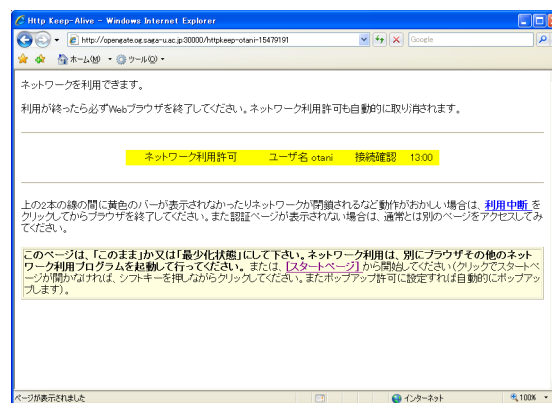 Http Keep-Alive - Windows Internet Explorer
http://opengate.og.saga-u.ac.jp:30000/httpkeep-otani-15479191
Google
ホーム(M) ツール(O)
ネットワークを利用できます。
利用が終ったら必ずWebブラウザを終了してください。ネットワーク利用許可も自動的に取り消されます。
ネットワーク利用許可 ユーザ名 otani 接続確認 13:00
上の2本の線の間に黄色のバーが表示されなかったりネットワークが閉鎖されるなど動作がおかしい場合は、利用中断 を
クリックしてからブラウザを終了してください。また認証ページが表示されない場合は、通常とは別のページをアクセスしてみ
てください。
このページは、「このまま」か又は「最少化状態」にして下さい。ネットワーク利用は、別にブラウザその他のネット
ワーク利用プログラムを起動して行ってください。または、[スタートページ] から開始してください(クリックでスタートペ
ージが開かなければ、シフトキーを押しながらクリックしてください。またポップアップ許可に設定すれば自動的にポップアッ
プします)。
ページが表示されました インターネット 100%